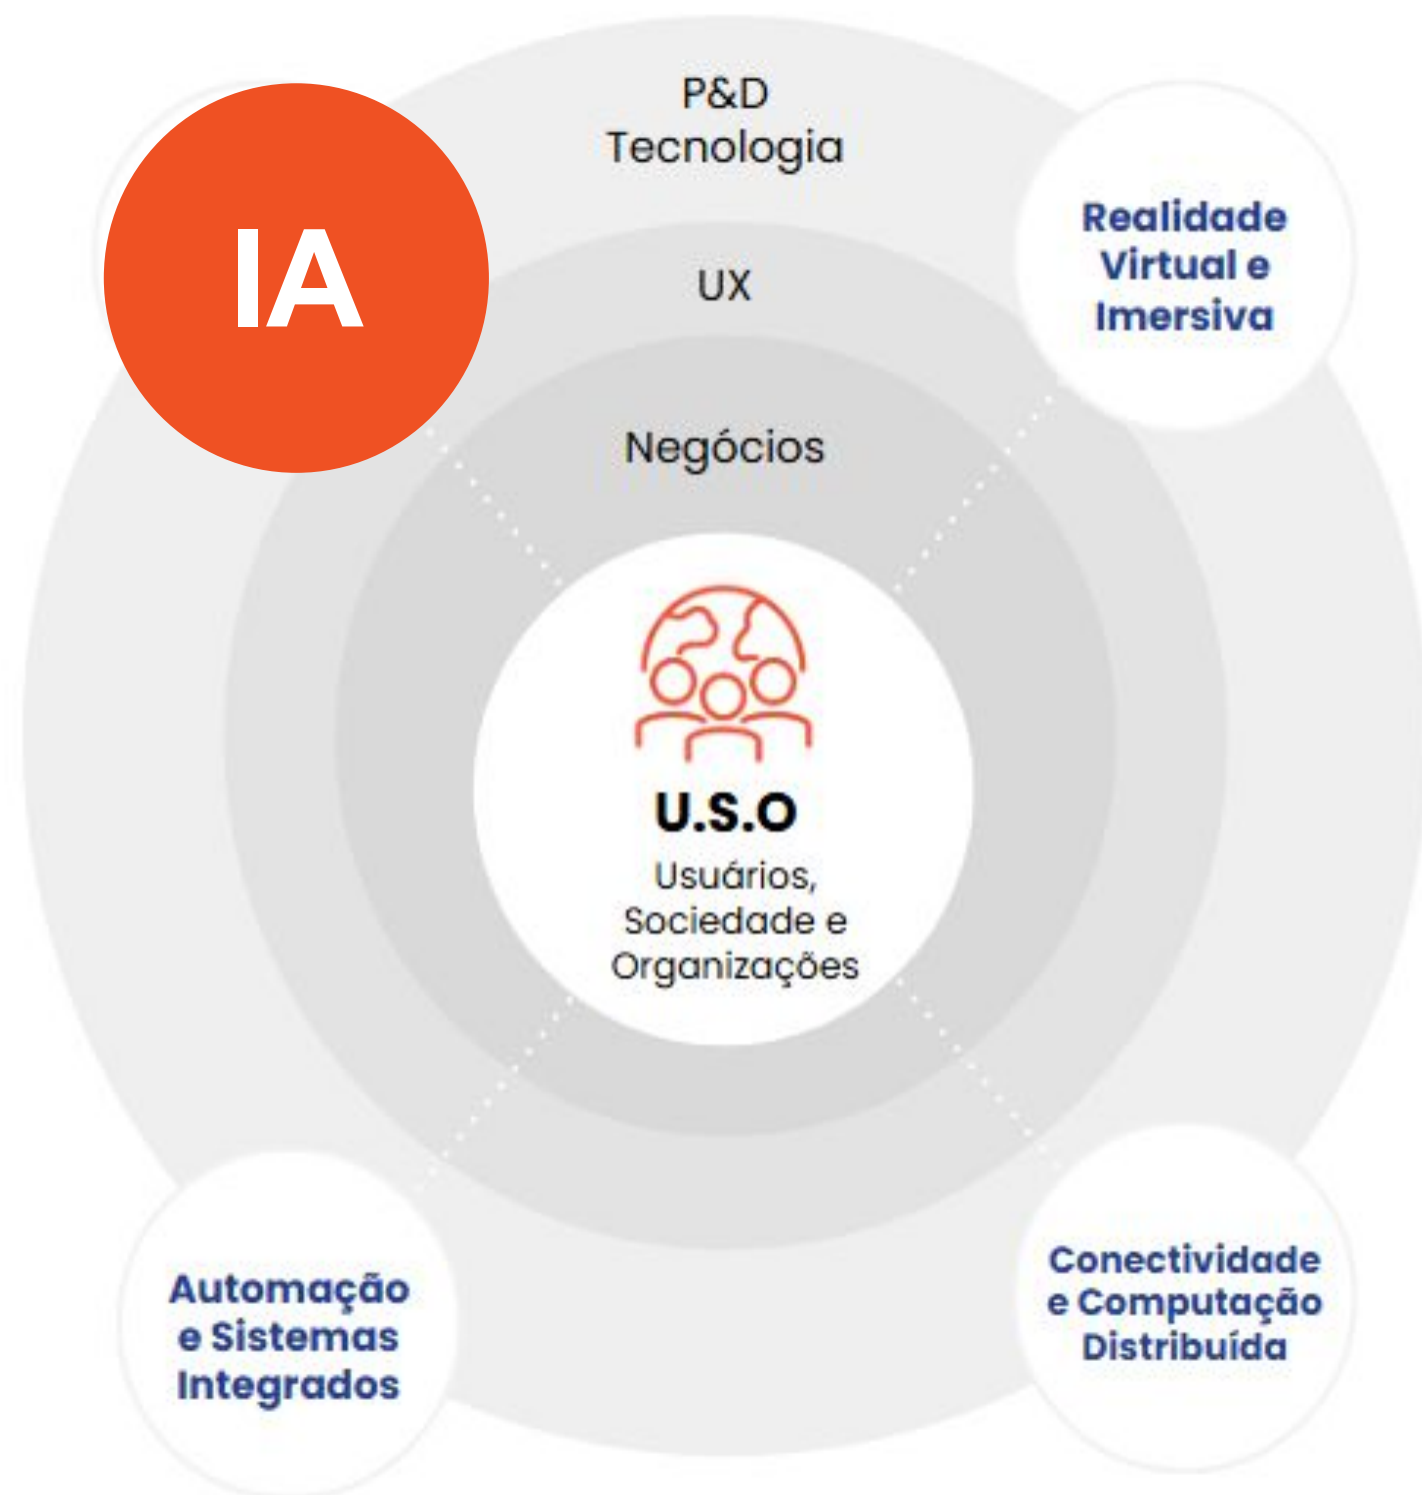 P&D
Tecnologia
IA
Realidade
Virtual e
Imersiva
UX
Negócios
U.S.O
Usuários,
Sociedade e
Organizações
Automação
e Sistemas
Integrados
Conectividade
e Computação
Distribuída